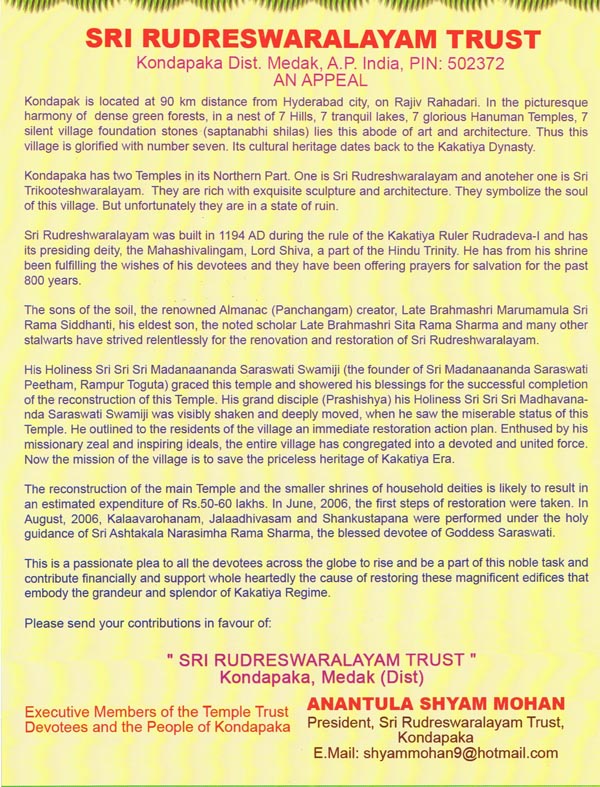 SRI RUDRESWARALAYAM TRUST
Kondapaka Dist. Medak, A.P. India, PIN: 502372
AN APPEAL
Kondapak is located at 90 km distance from Hyderabad city, on Rajiv Rahadari. In the picturesque
harmony of dense green forests, in a nest of 7 Hills, 7 tranquil lakes, 7 glorious Hanuman Temples, 7
silent village foundation stones (saptanabhi shilas) lies this abode of art and architecture. Thus this
village is glorified with number seven. Its cultural heritage dates back to the Kakatiya Dynasty.
Kondapaka has two Temples in its Northern Part. One is Sri Rudreshwaralayam and anoteher one is Sri
Trikooteshwaralayam. They are rich with exquisite sculpture and architecture. They symbolize the soul
of this village. But unfortunately they are in a state of ruin.
Sri Rudreshwaralayam was built in 1194 AD during the rule of the Kakatiya Ruler Rudradeva-I and has
its presiding deity, the Mahashivalingam, Lord Shiva, a part of the Hindu Trinity. He has from his shrine
been fulfilling the wishes of his devotees and they have been offering prayers for salvation for the past
800 years.
The sons of the soil, the renowned Almanac (Panchangam) creator, Late Brahmashri Marumamula Sri
Rama Siddhanti, his eldest son, the noted scholar Late Brahmashri Sita Rama Sharma and many other
stalwarts have strived relentlessly for the renovation and restoration of Sri Rudreshwaralayam.
His Holiness Sri Sri Sri Madanaananda Saraswati Swamiji (the founder of Sri Madanaananda Saraswati
Peetham, Rampur Toguta) graced this temple and showered his blessings for the successful completion
of the reconstruction of this Temple. His grand disciple (Prashishya) his Holiness Sri Sri Sri Madhavana-
nda Saraswati Swamiji was visibly shaken and deeply moved, when he saw the miserable status of this
Temple. He outlined to the residents of the village an immediate restoration action plan. Enthused by his
missionary zeal and inspiring ideals, the entire village has congregated into a devoted and united force.
Now the mission of the village is to save the priceless heritage of Kakatiya Era.
The reconstruction of the main Temple and the smaller shrines of household deities is likely to result in
an estimated expenditure of Rs.50-60 lakhs. In June, 2006, the first steps of restoration were taken. In
August, 2006, Kalaavarohanam, Jalaadhivasam and Shankustapana were performed under the holy
guidance of Sri Ashtakala Narasimha Rama Sharma, the blessed devotee of Goddess Saraswati.
This is a passionate plea to all the devotees across the globe to rise and be a part of this noble task and
contribute financially and support whole heartedly the cause of restoring these magnificent edifices that
embody the grandeur and splendor of Kakatiya Regime.
Please send your contributions in favour of:
" SRI RUDRESWARALAYAM TRUST "
Kondapaka, Medak (Dist)
Executive Members of the Temple Trust
Devotees and the People of Kondapaka
ANANTULA SHYAM MOHAN
President, Sri Rudreswaralayam Trust,
Kondapaka
E.Mail: shyammohan9@hotmail.com